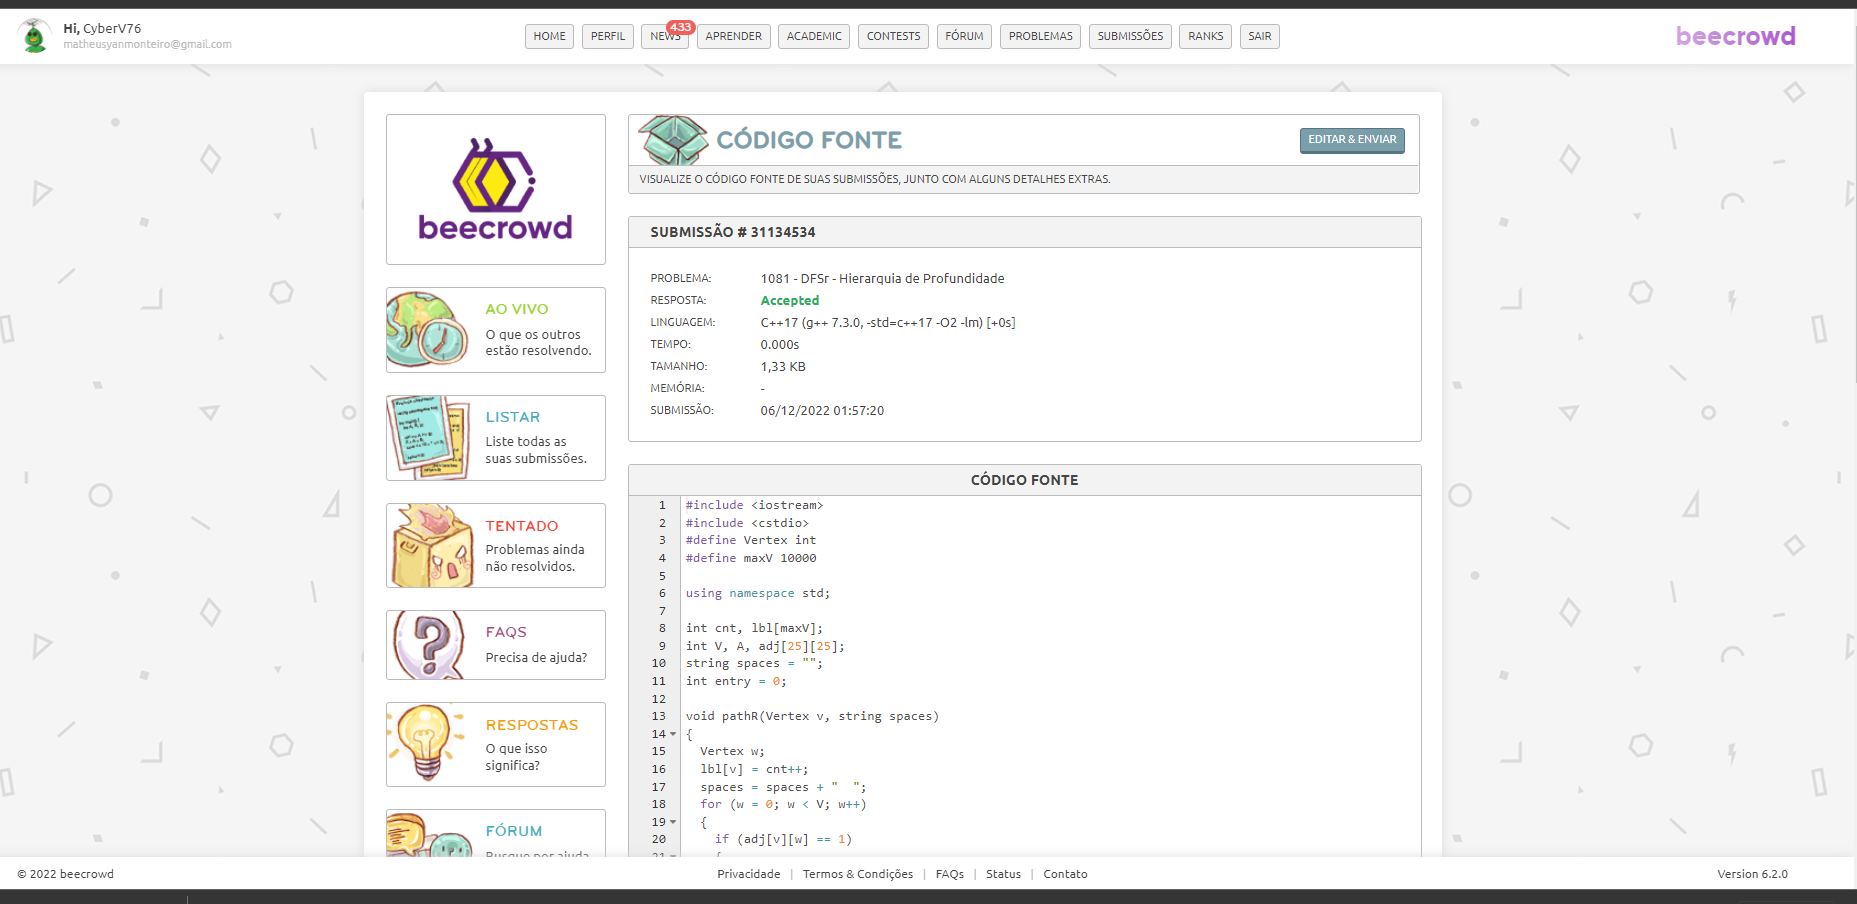 Hi, CyberV76
matheusyanmonteiro@gmail.com
HOME
PERFIL
NEWS
433
APRENDER
ACADEMIC
CONTESTS
FÓRUM
PROBLEMAS
SUBMISSÕES
RANKS
SAIR
beecrowd
beecrowd
AO VIVO
O que os outros
estão resolvendo.
LISTAR
Liste todas as
suas submissões.
TENTADO
Problemas ainda
não resolvidos.
FAQS
Precisa de ajuda?
RESPOSTAS
O que isso
significa?
FÓRUM
Busque por ajuda
CÓDIGO FONTE
EDITAR & ENVIAR
VISUALIZE O CÓDIGO FONTE DE SUAS SUBMISSÕES, JUNTO COM ALGUNS DETALHES EXTRAS.
SUBMISSÃO # 31134534
PROBLEMA: 1081 - DFSr - Hierarquia de Profundidade
RESPOSTA: Accepted
LINGUAGEM: C++17 (g++ 7.3.0, -std=c++17 -O2 -lm) [+0s]
TEMPO: 0.000s
TAMANHO: 1,33 KB
MEMÓRIA: -
SUBMISSÃO: 06/12/2022 01:57:20
CÓDIGO FONTE
1 #include <iostream>
2 #include <cstdio>
3 #define Vertex int
4 #define maxV 10000
5
6 using namespace std;
7
8 int cnt, lbl[maxV];
9 int V, A, adj[25][25];
10 string spaces = "";
11 int entry = 0;
12
13 void pathR(Vertex v, string spaces)
14 {
15 Vertex w;
16 lbl[v] = cnt++;
17 spaces = spaces + "  ";
18 for (w = 0; w < V; w++)
19 {
20 if (adj[v][w] == 1)
21 {
© 2022 beecrowd
Privacidade | Termos & Condições | FAQs | Status | Contato
Version 6.2.0